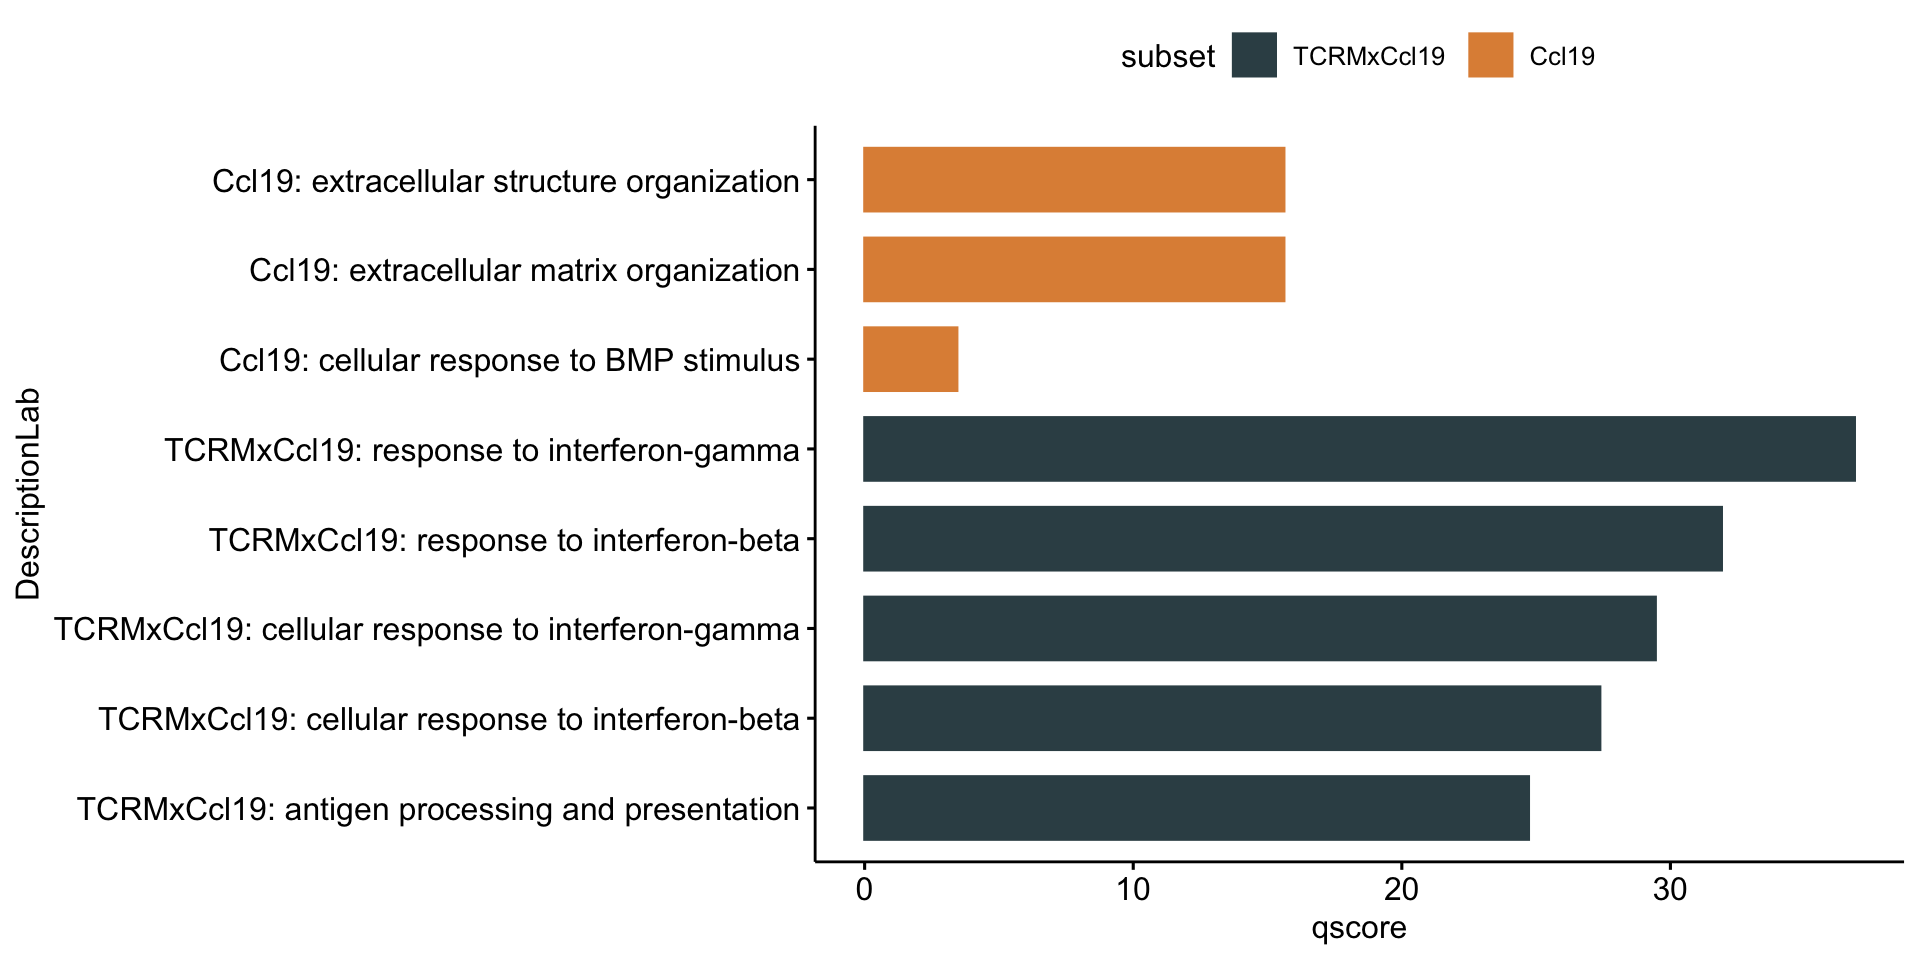 subset TCRMxCcl19 Ccl19
Ccl19: extracellular structure organization
Ccl19: extracellular matrix organization
Ccl19: cellular response to BMP stimulus
TCRMxCcl19: response to interferon-gamma
TCRMxCcl19: response to interferon-beta
TCRMxCcl19: cellular response to interferon-gamma
TCRMxCcl19: cellular response to interferon-beta
TCRMxCcl19: antigen processing and presentation
DescriptionLab
0 10 20 30
qscore